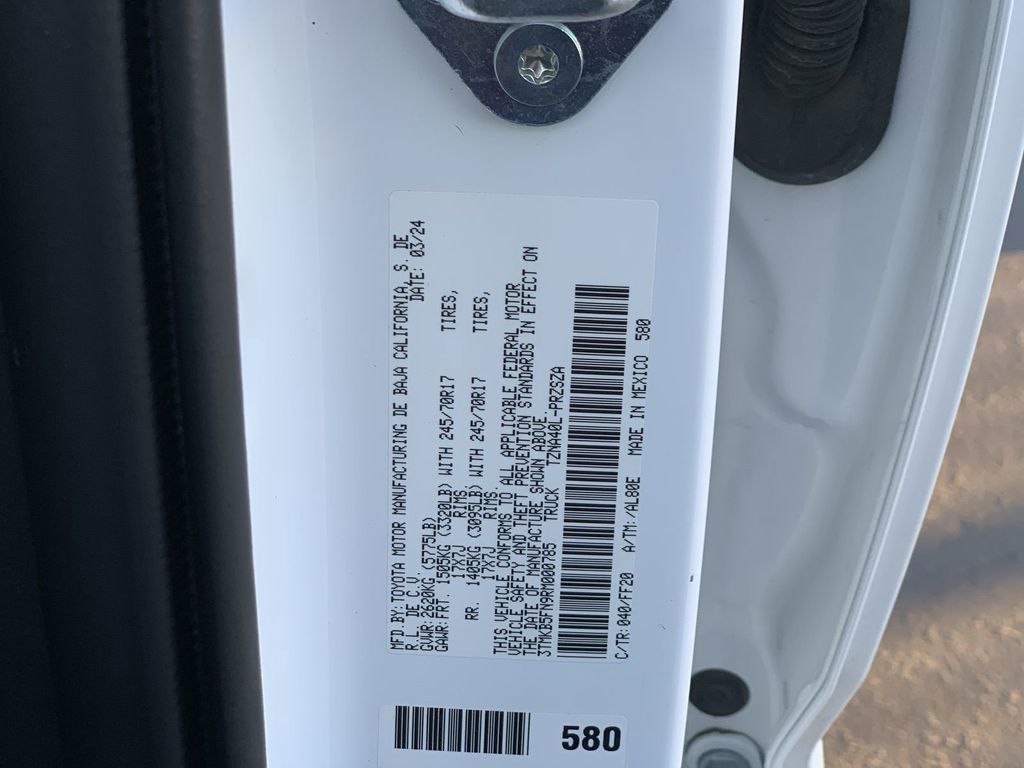 MFD.BY:TOYOTA MOTOR MANUFACTURING DE BAJA CALIFORNIA, S. DE
R.L. DE C.V. DATE: 03/24
GVWR:2620KG (5775LB)
GAWR:FRT. 1505KG (3320LB) WITH 245/70R17 TIRES,
17X7J RIMS
RR. 1405KG (3095LB) WITH 245/70R17 TIRES,
17X7J RIMS.
THIS VEHICLE CONFORMS TO ALL APPLICABLE FEDERAL MOTOR
VEHICLE SAFETY AND THEFT PREVENTION STANDARDS IN EFFECT ON
THE DATE OF MANUFACTURE SHOWN ABOVE.
3TMKB5FN9RM000785 TRUCK TZNA40L-PRZSZA
C/TR:040/FF20 A/TM:/AL80E MADE IN MEXICO 580
580